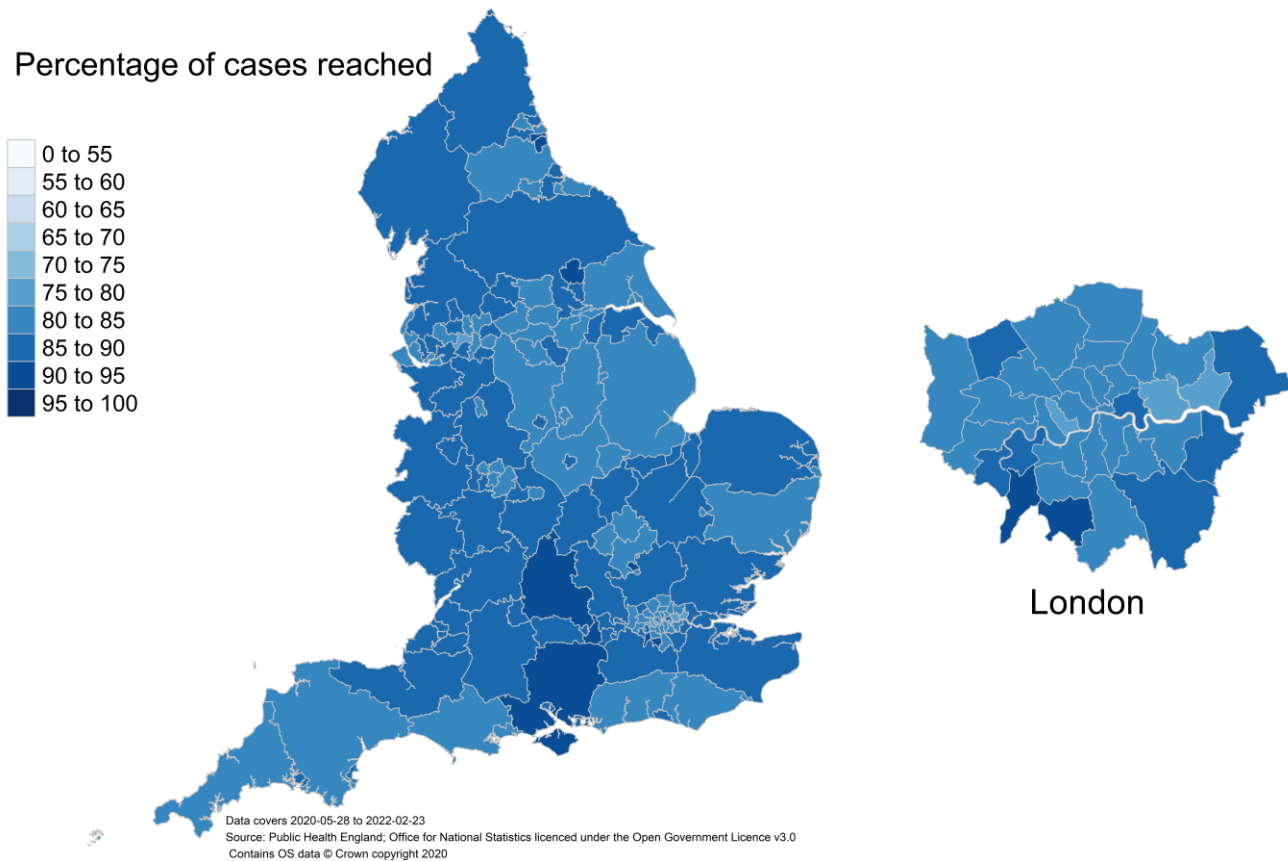 Percentage of cases reached
0 to 55
55 to 60
60 to 65
65 to 70
70 to 75
75 to 80
80 to 85
85 to 90
90 to 95
95 to 100
London
Data covers 2020-05-28 to 2022-02-23
Source: Public Health England; Office for National Statistics licenced under the Open Government Licence v3.0
Contains OS data © Crown copyright 2020